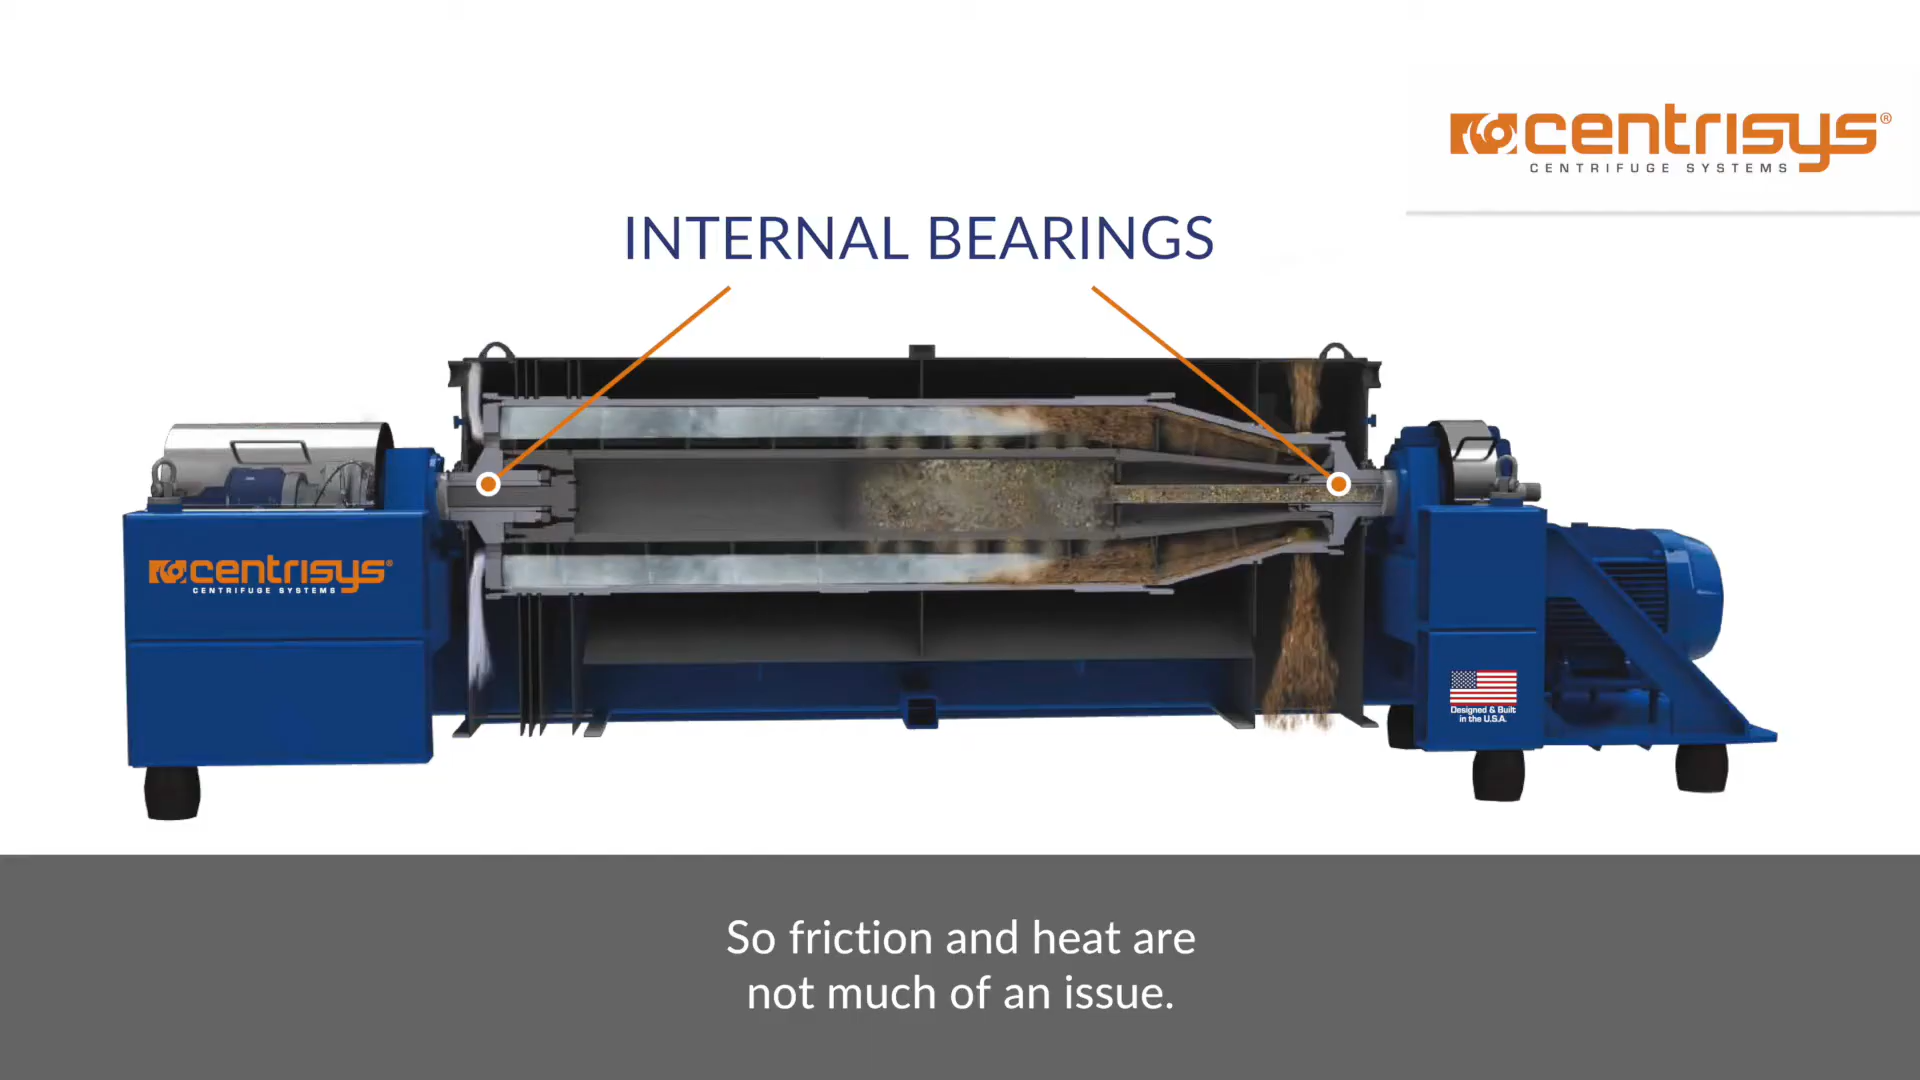 centrisys®
CENTRIFUGE SYSTEMS
INTERNAL BEARINGS
centrisys®
CENTRIFUGE SYSTEMS
Designed & Built
in the U.S.A.
So friction and heat are
not much of an issue.